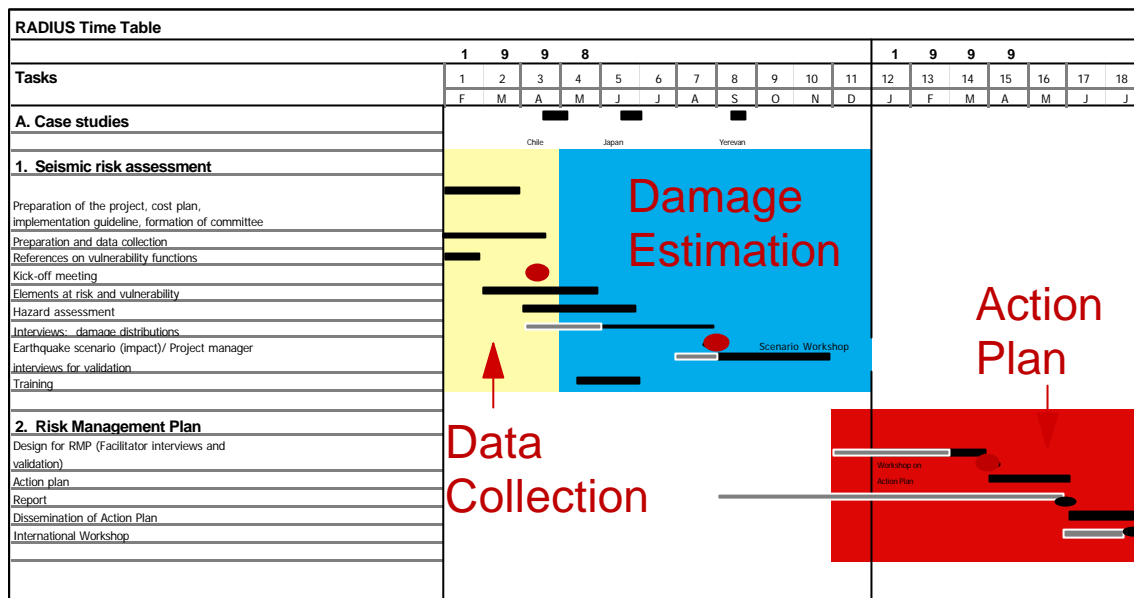 RADIUS Time Table
1 9 9 8 1 9 9 9
Tasks 1 2 3 4 5 6 7 8 9 10 11 12 13 14 15 16 17 18
F M A M J J A S O N D J F M A M J J
A. Case studies
Chile Japan Yerevan
1. Seismic risk assessment
Damage
Estimation
Preparation of the project, cost plan,
implementation guideline, formation of committee
Preparation and data collection
References on vulnerability functions
Kick-off meeting
Elements at risk and vulnerability
Hazard assessment
Interviews: damage distributions
Earthquake scenario (impact)/ Project manager
interviews for validation
Scenario Workshop
Training
Action
Plan
Data
Collection
2. Risk Management Plan
Design for RMP (Facilitator interviews and
validation)
Workshop on
Action Plan
Action plan
Report
Dissemination of Action Plan
International Workshop